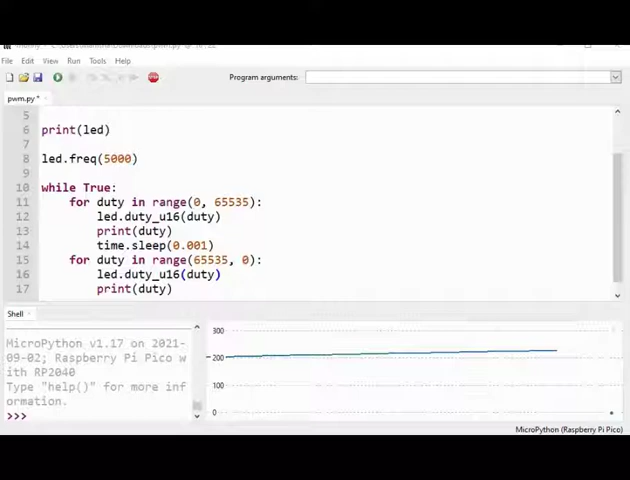 File Edit View Run Tools Help
Program arguments:
pwm.py *
5
6 print(led)
7
8 led.freq(5000)
9
10 while True:
11 for duty in range(0, 65535):
12 led.duty_u16(duty)
13 print(duty)
14 time.sleep(0.001)
15 for duty in range(65535, 0):
16 led.duty_u16(duty)
17 print(duty)
Shell
MicroPython v1.17 on 2021-
09-02; Raspberry Pi Pico w
ith RP2040
Type "help()" for more inf
ormation.
>>>
300
200
100
0
MicroPython (Raspberry Pi Pico)